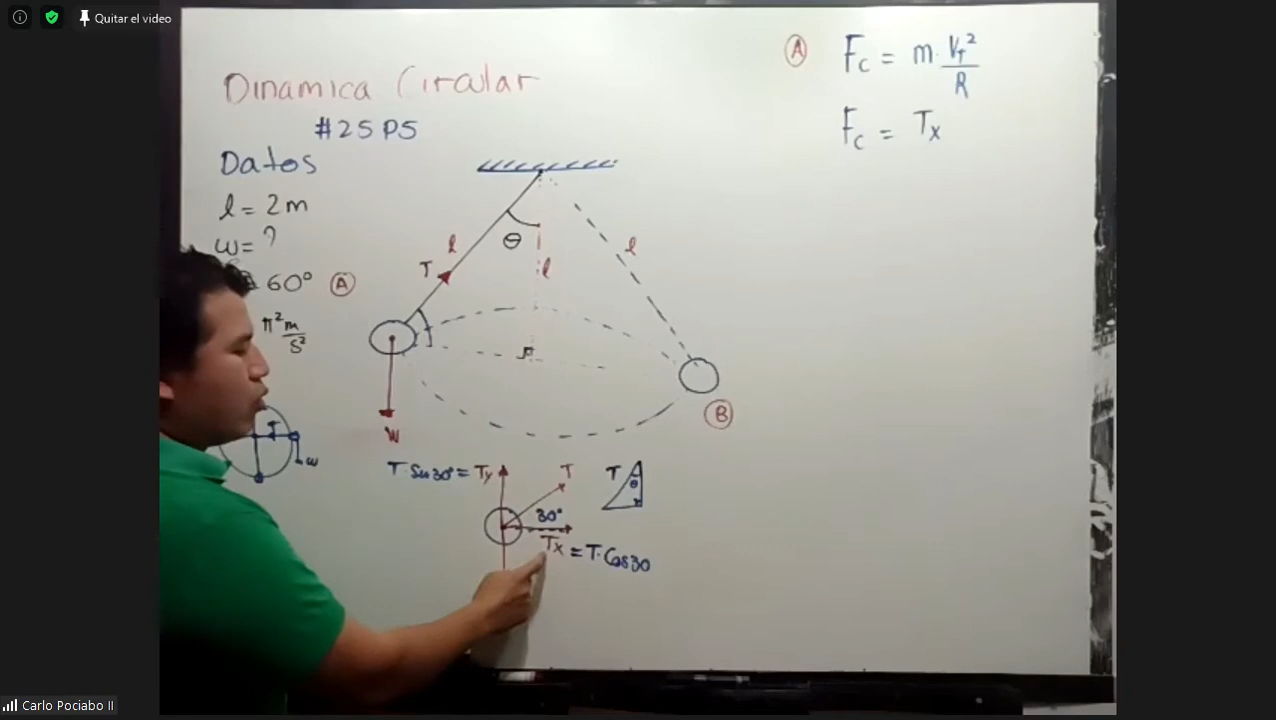 Quitar el video
Dinamica Circular
#25 P5
Datos
l = 2m
ω = ?
60°
π² m/s²
A
θ
l
l
l
T
W
B
T Sen30° = Ty
T
30°
Tx = T·Cos30
T
θ
r
ω
A Fc = m · VT²/R
Fc = Tx
Carlo Pociabo II